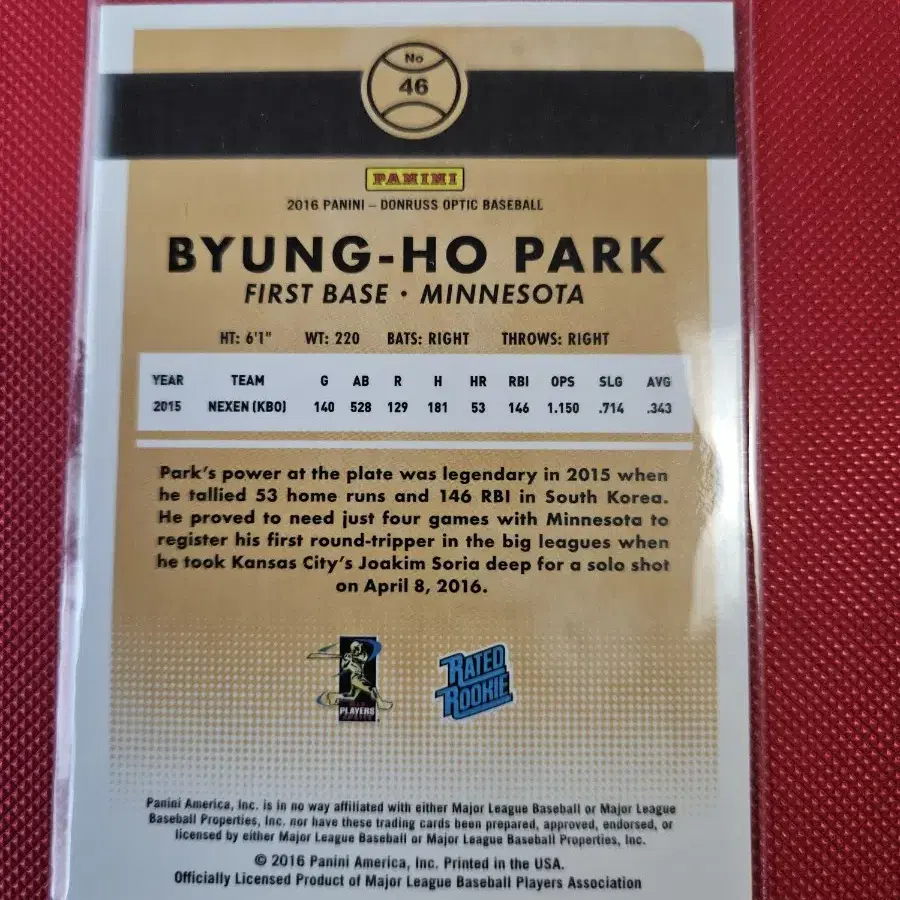 No
46
PANINI
2016 PANINI – DONRUSS OPTIC BASEBALL
BYUNG-HO PARK
FIRST BASE • MINNESOTA
HT: 6'1" WT: 220 BATS: RIGHT THROWS: RIGHT
YEAR TEAM G AB R H HR RBI OPS SLG AVG
2015 NEXEN (KBO) 140 528 129 181 53 146 1.150 .714 .343
Park's power at the plate was legendary in 2015 when
he tallied 53 home runs and 146 RBI in South Korea.
He proved to need just four games with Minnesota to
register his first round-tripper in the big leagues when
he took Kansas City's Joakim Soria deep for a solo shot
on April 8, 2016.
PLAYERS
RATED
ROOKIE
Panini America, Inc. is in no way affiliated with either Major League Baseball or Major League
Baseball Properties, Inc. nor have these trading cards been prepared, approved, endorsed, or
licensed by either Major League Baseball or Major League Baseball Properties, Inc.
© 2016 Panini America, Inc. Printed in the USA.
Officially Licensed Product of Major League Baseball Players Association